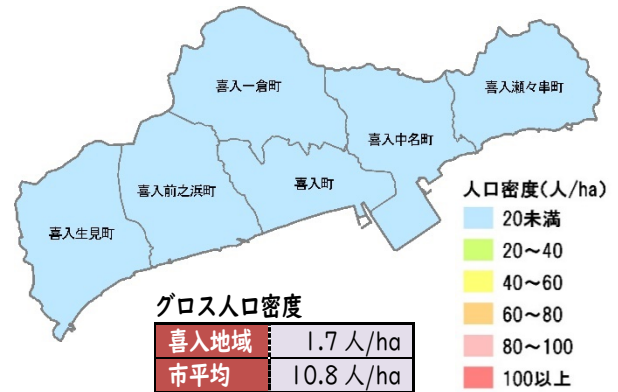 喜入一倉町
喜入瀬々串町
喜入中名町
喜入町
喜入前之浜町
喜入生見町
人口密度(人/ha)
20未満
20～40
40～60
60～80
80～100
100以上
グロス人口密度
喜入地域 1.7 人/ha
市平均 10.8 人/ha